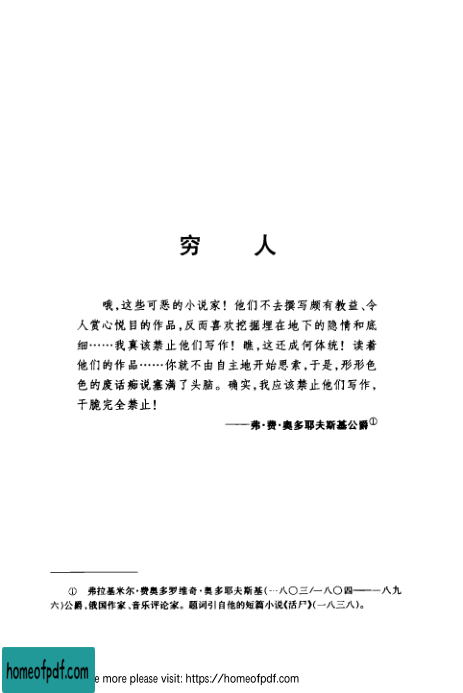 穷 人
哦,这些可恶的小说家!他们不去撰写颇有教益、令
人赏心悦目的作品,反而喜欢挖掘埋在地下的隐情和底
细……我真该禁止他们写作!瞧,这还成何体统!读着
他们的作品……你就不由自主地开始思索,于是,形形色
色的废话痴说塞满了头脑。确实,我应该禁止他们写作,
干脆完全禁止!
——弗·费·奥多耶夫斯基公爵①
① 弗拉基米尔·费奥多罗维奇·奥多耶夫斯基(一八〇三/一八〇四——一八九
六)公爵,俄国作家、音乐评论家。题词引自他的短篇小说《活尸》(一八三八)。
homeofpdf.com
e more please visit: https://homeofpdf.com